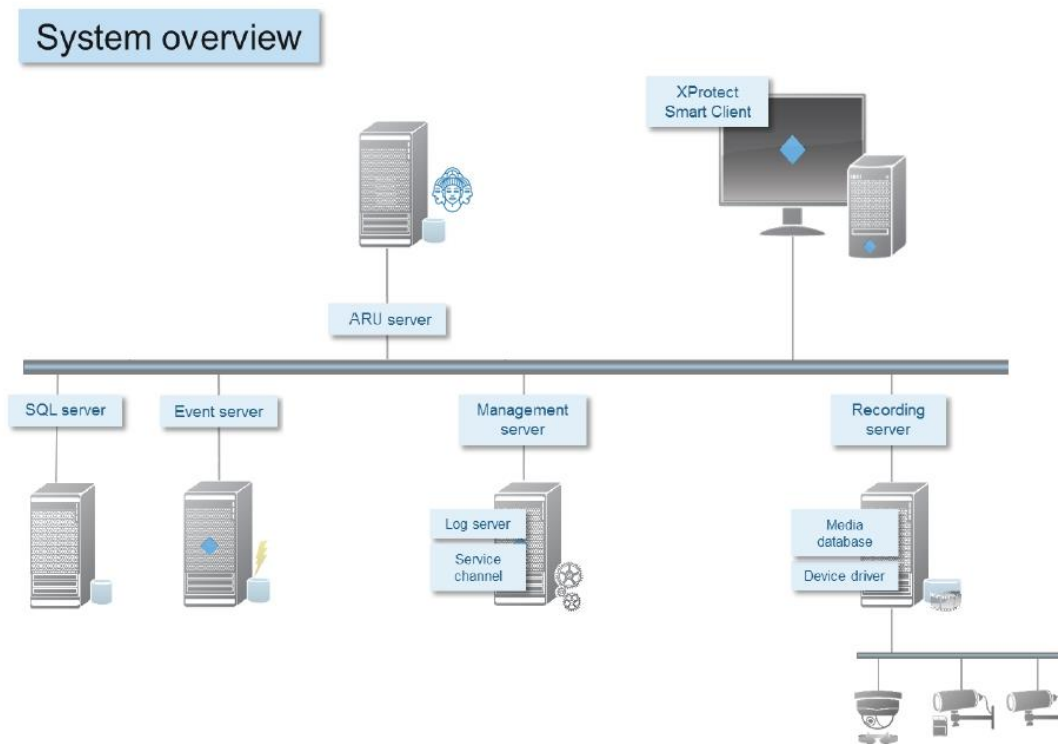 System overview
XProtect
Smart Client
ARU server
SQL server
Event server
Management
server
Recording
server
Log server
Service
channel
Media
database
Device driver